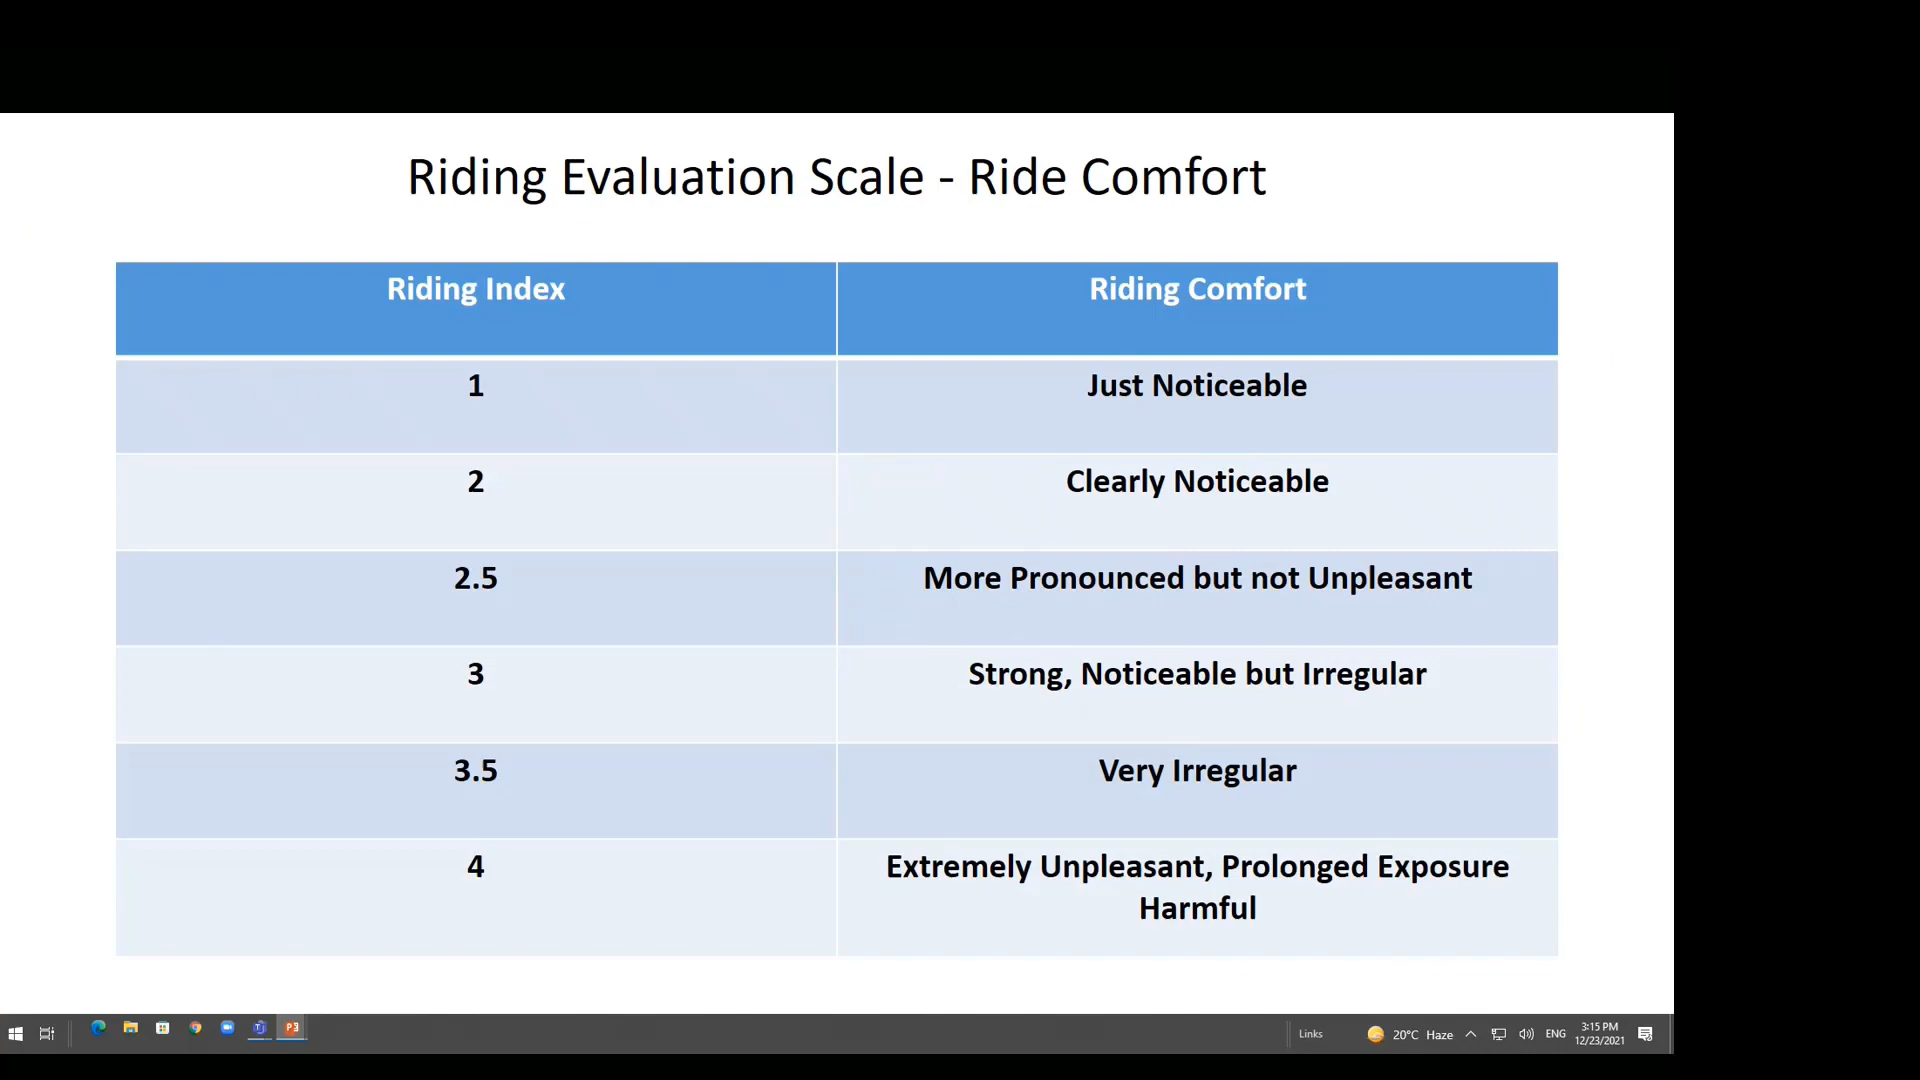 Riding Evaluation Scale - Ride Comfort
Riding Index
Riding Comfort
1
Just Noticeable
2
Clearly Noticeable
2.5
More Pronounced but not Unpleasant
3
Strong, Noticeable but Irregular
3.5
Very Irregular
4
Extremely Unpleasant, Prolonged Exposure
Harmful
Links
20°C Haze
ENG
3:15 PM
12/23/2021